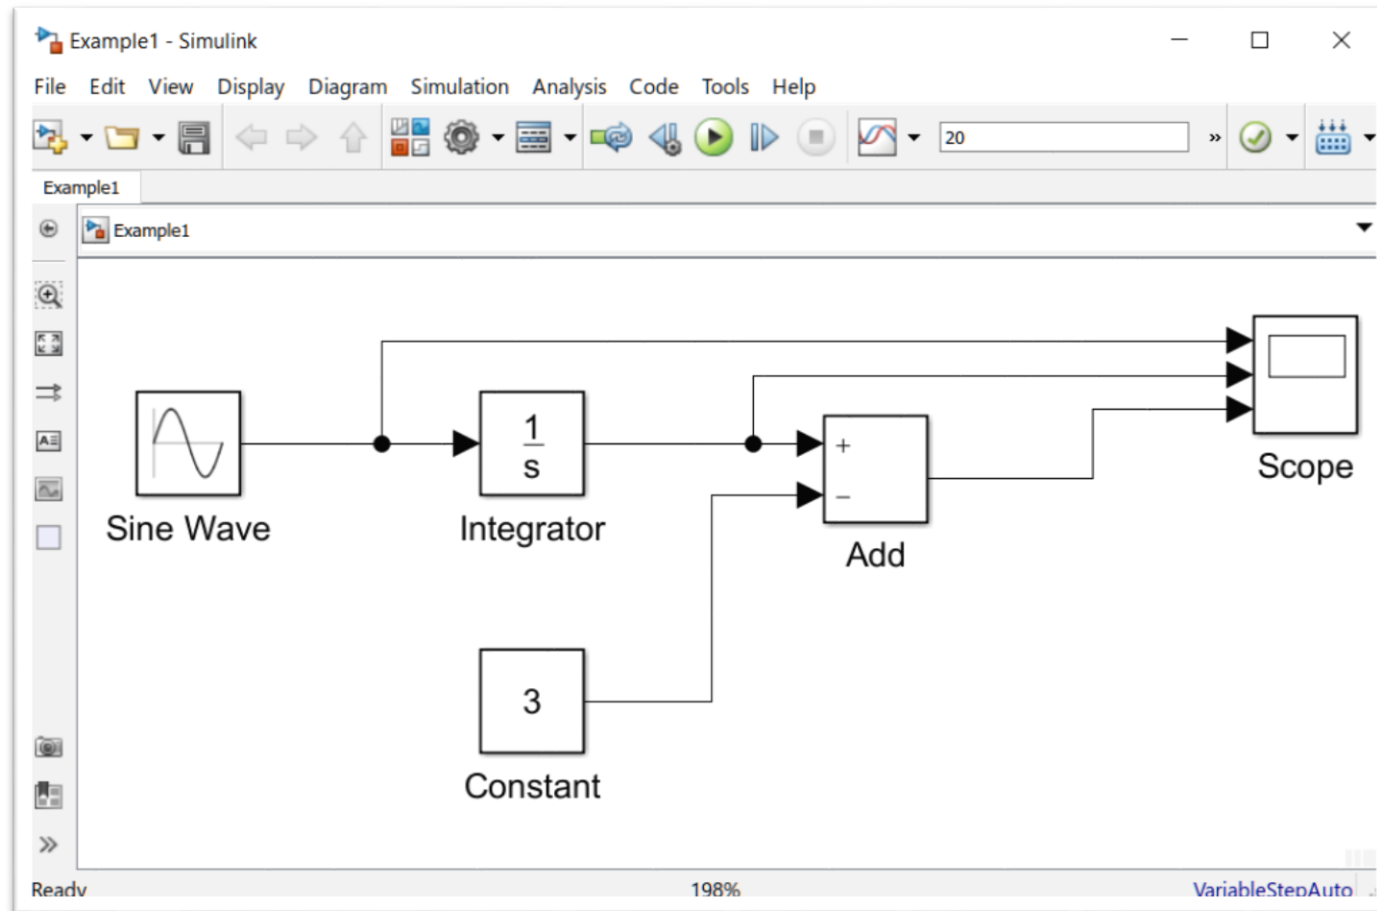 Example1 - Simulink
File Edit View Display Diagram Simulation Analysis Code Tools Help
20 »
Example1
Example1
1
s
+
−
Scope
Sine Wave
Integrator
Add
3
Constant
Ready 198% VariableStepAuto